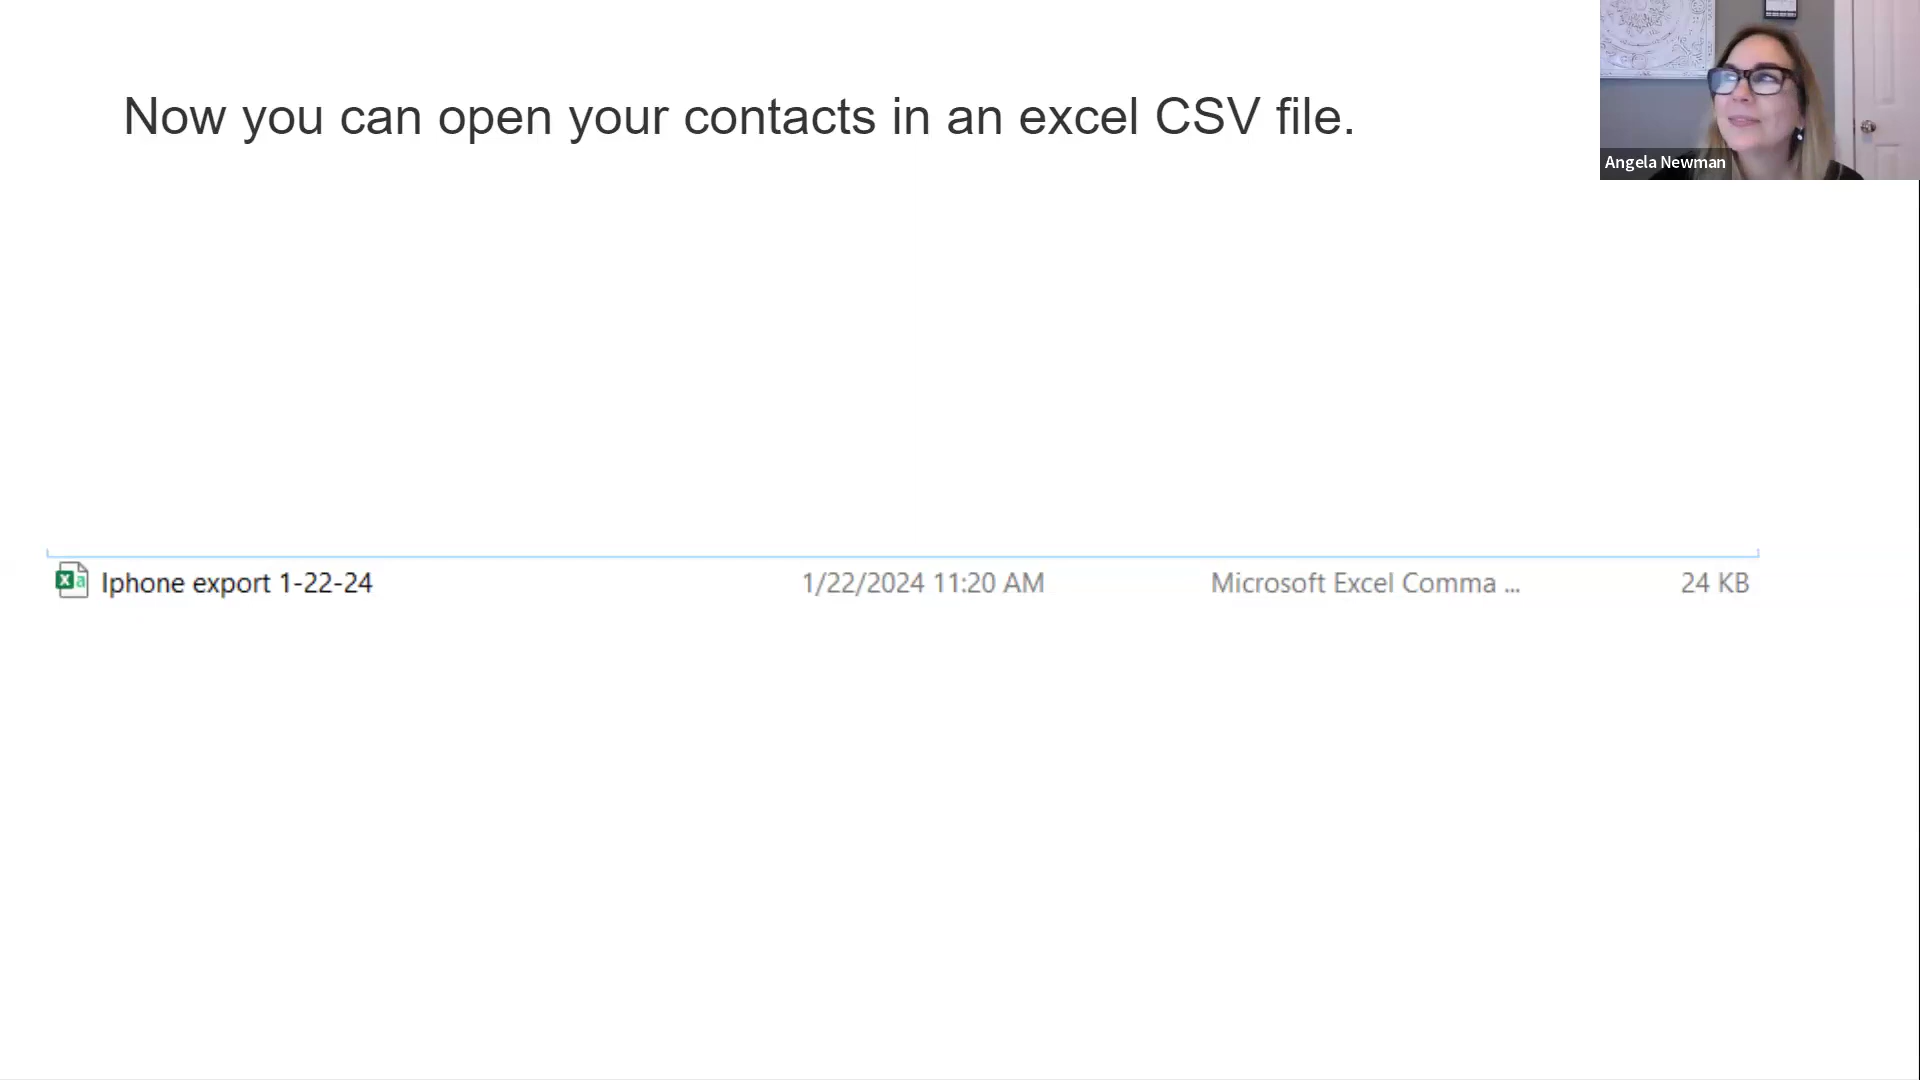 Now you can open your contacts in an excel CSV file.
Angela Newman
Iphone export 1-22-24 1/22/2024 11:20 AM Microsoft Excel Comma ... 24 KB